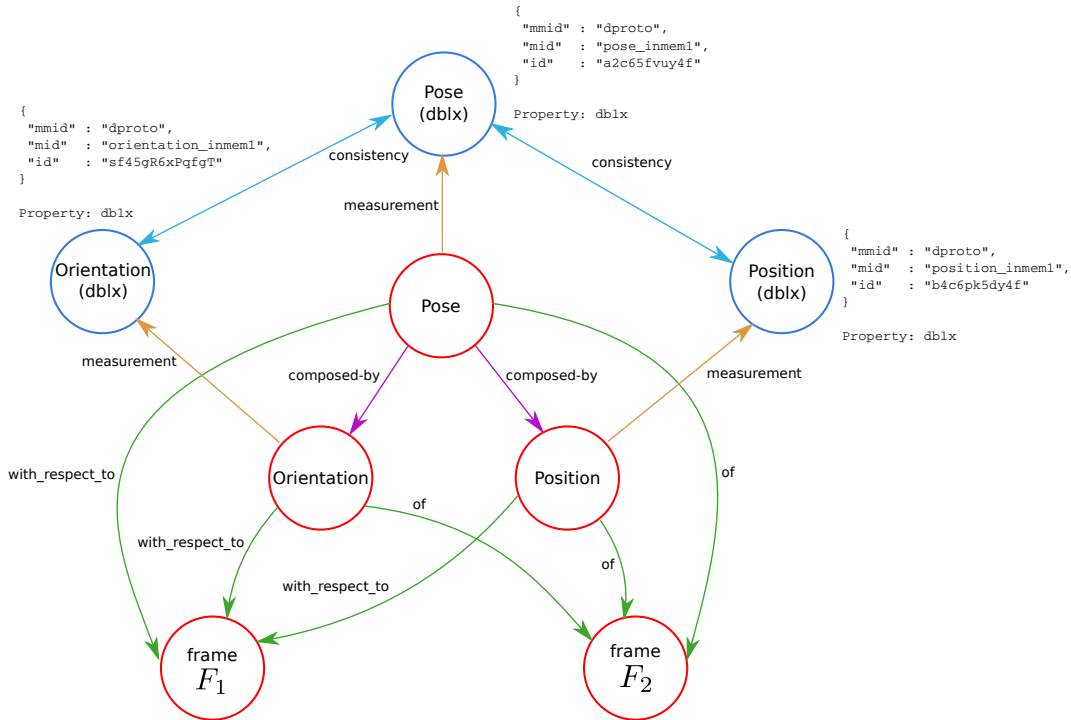 {
"mmid" : "dproto",
"mid" : "pose_inmem1",
"id" : "a2c65fvuy4f"
}
Property: dblx
Pose
(dblx)
{
"mmid" : "dproto",
"mid" : "orientation_inmem1",
"id" : "sf45gR6xPqfgT"
}
Property: dblx
consistency
consistency
measurement
Orientation
(dblx)
Position
(dblx)
{
"mmid" : "dproto",
"mid" : "position_inmem1",
"id" : "b4c6pk5dy4f"
}
Property: dblx
Pose
measurement
composed-by
composed-by
measurement
with_respect_to
Orientation
Position
of
of
with_respect_to
with_respect_to
of
frame
F1
frame
F2